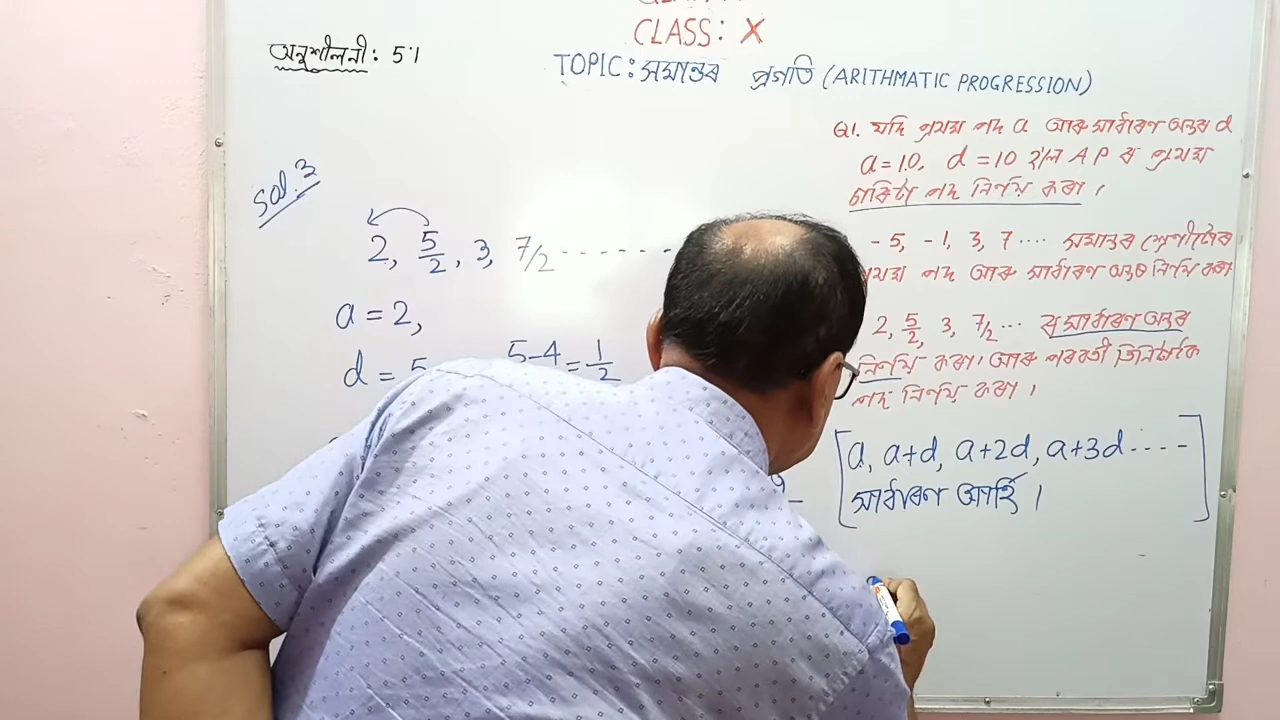 CLASS: X
অনুশীলনী: 5.1
TOPIC: সমান্তৰ প্ৰগতি (ARITHMATIC PROGRESSION)
Sol. 3
2, 5/2, 3, 7/2 - - - - - -
a = 2,
d = 5
5-4 = 1/2
Q1. যদি প্ৰথম পদ a আৰু সাধাৰণ অন্তৰ d
a = 10, d = 10 হ'লে A P ৰ প্ৰথম
চাৰিটা পদ নিৰ্ণয় কৰা।
- 5, - 1, 3, 7 .... সমান্তৰ
পদ আৰু সাধাৰণ অন্তৰ নিৰ্ণয় কৰা
2, 5/2, 3, 7/2 ... ৰ সাধাৰণ অন্তৰ
নিৰ্ণয় কৰা। আৰু পৰৱৰ্তী তিনিটাকৈ
পদ নিৰ্ণয় কৰা।
[a, a+d, a+2d, a+3d ....-
সাধাৰণ আৰ্হি।]
9